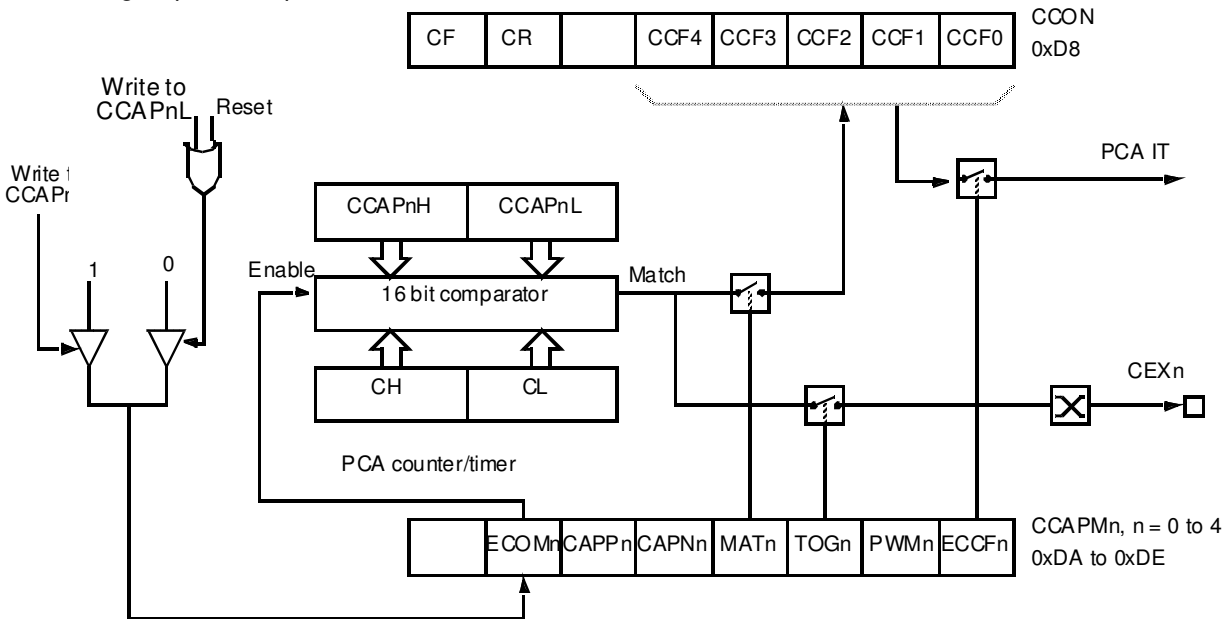 CCON
CF CR CCF4 CCF3 CCF2 CCF1 CCF0
0xD8
Write to
CCAPnL Reset
PCA IT
Write
CCAPnH CCAPnL
1 0 Enable Match
16 bit comparator
CH CL
CEXn
PCA counter/timer
CCAPMn, n = 0 to 4
ECOMn CAPPn CAPNn MATn TOGn PWMn ECCFn
0xDA to 0xDE